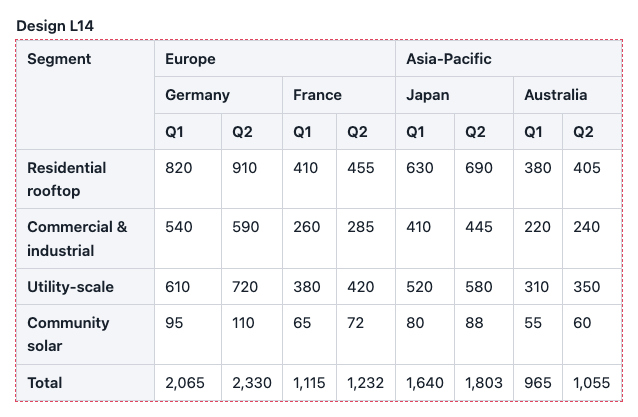 Design L14
Segment Europe Asia-Pacific
Germany France Japan Australia
Q1 Q2 Q1 Q2 Q1 Q2 Q1 Q2
Residential 820 910 410 455 630 690 380 405
rooftop
Commercial & 540 590 260 285 410 445 220 240
industrial
Utility-scale 610 720 380 420 520 580 310 350
Community 95 110 65 72 80 88 55 60
solar
Total 2,065 2,330 1,115 1,232 1,640 1,803 965 1,055